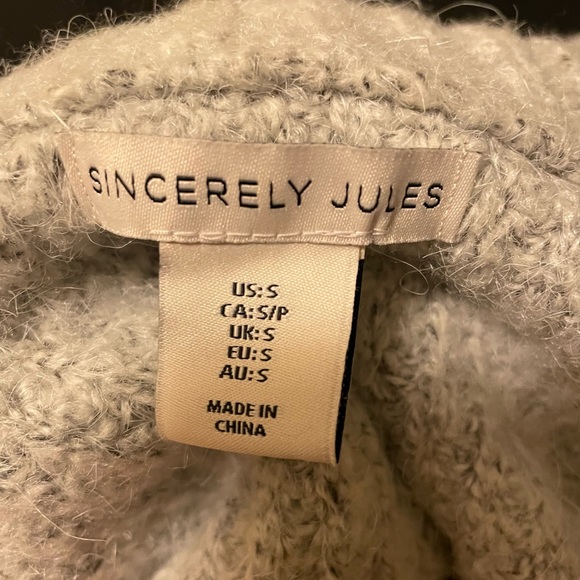 SINCERELY JULES
US: S
CA: S/P
UK: S
EU: S
AU: S
MADE IN
CHINA